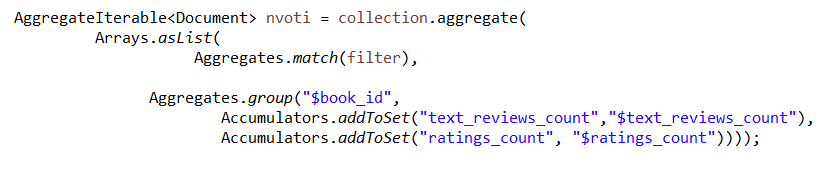 AggregateIterable<Document> nvoti = collection.aggregate(
Arrays.asList(
Aggregates.match(filter),
Aggregates.group("$book_id",
Accumulators.addToSet("text_reviews_count","$text_reviews_count"),
Accumulators.addToSet("ratings_count", "$ratings_count"))));